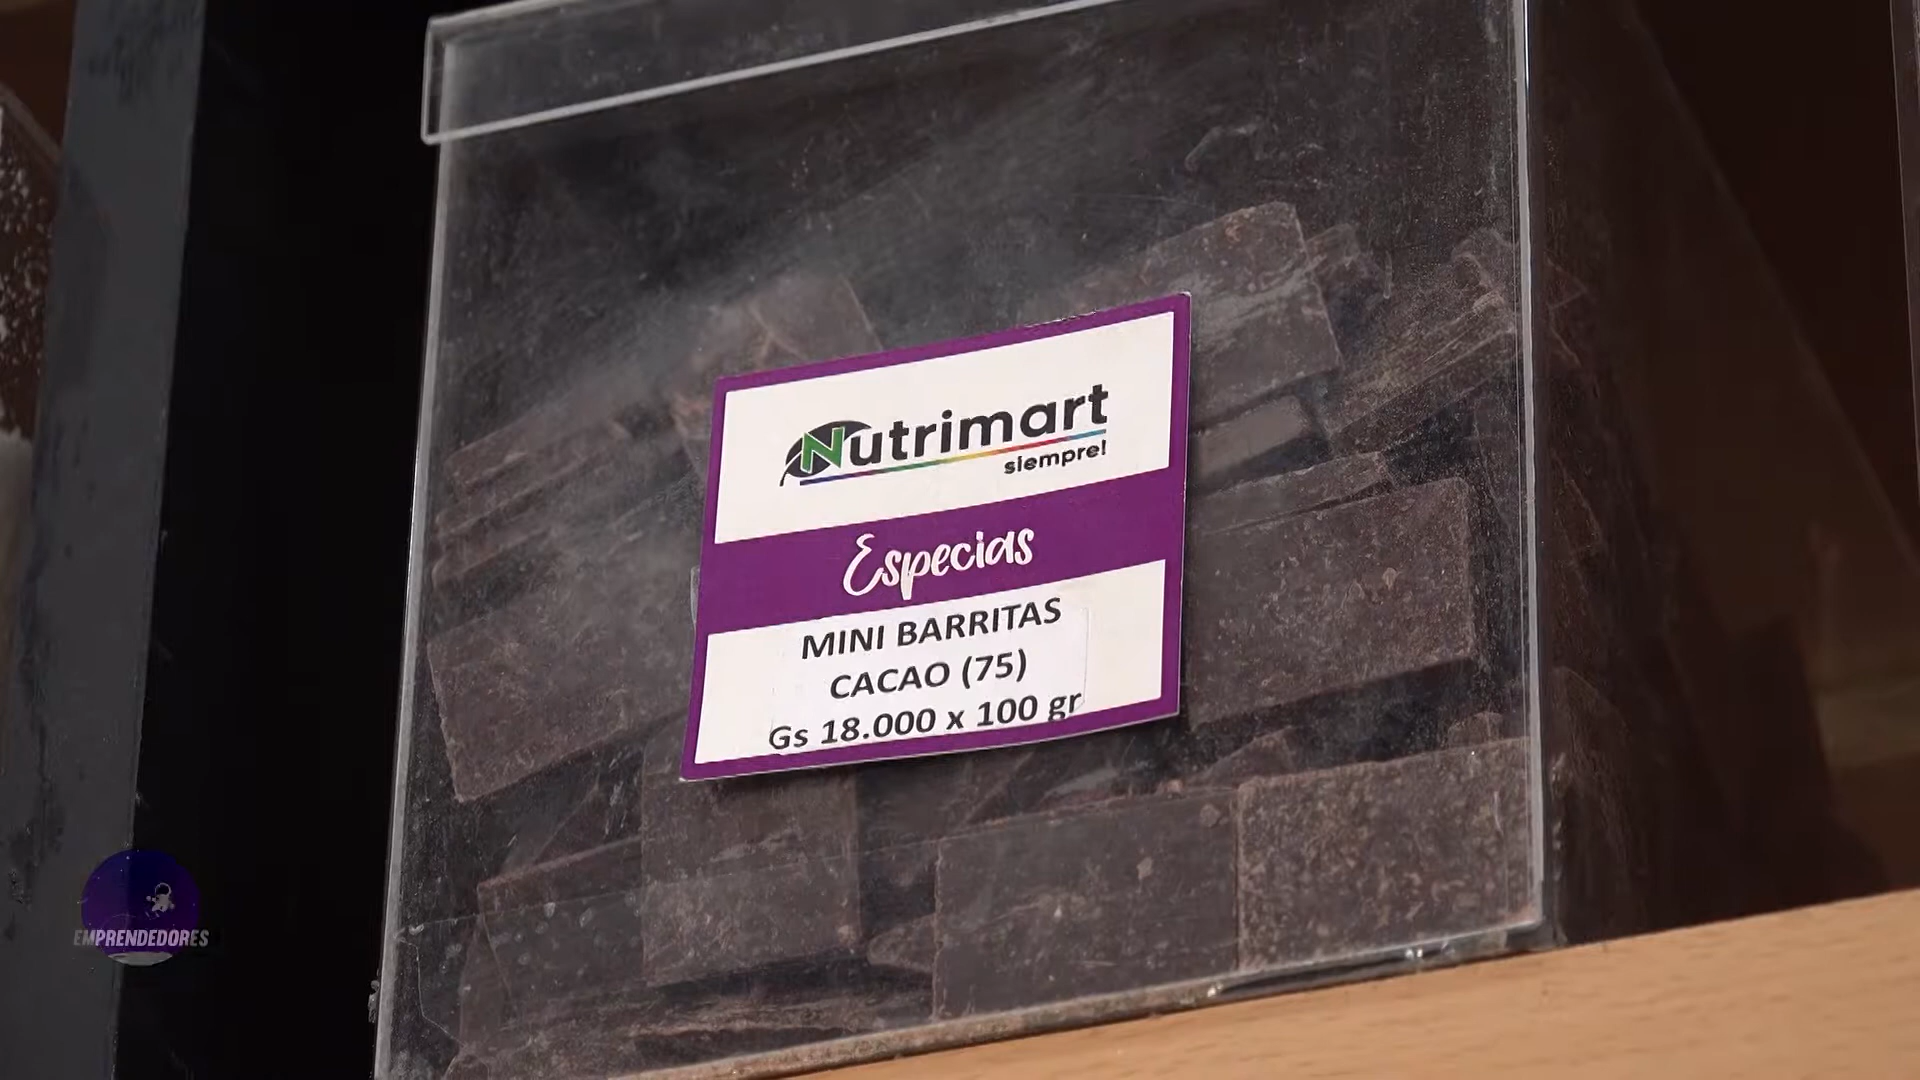 Nutrimart
siempre!
Especias
MINI BARRITAS
CACAO (75)
Gs 18.000 x 100 gr
EMPRENDEDORES